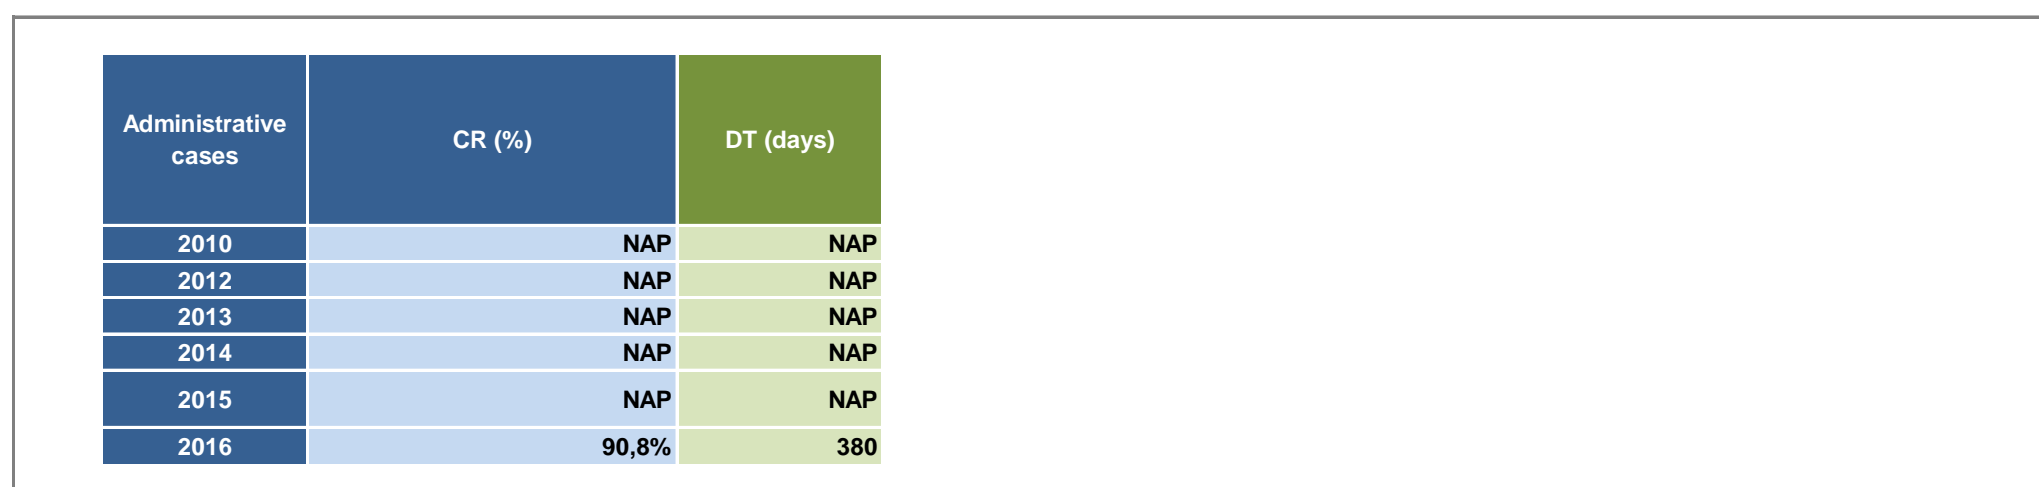 Administrative cases CR (%) DT (days)
2010 NAP NAP
2012 NAP NAP
2013 NAP NAP
2014 NAP NAP
2015 NAP NAP
2016 90,8% 380